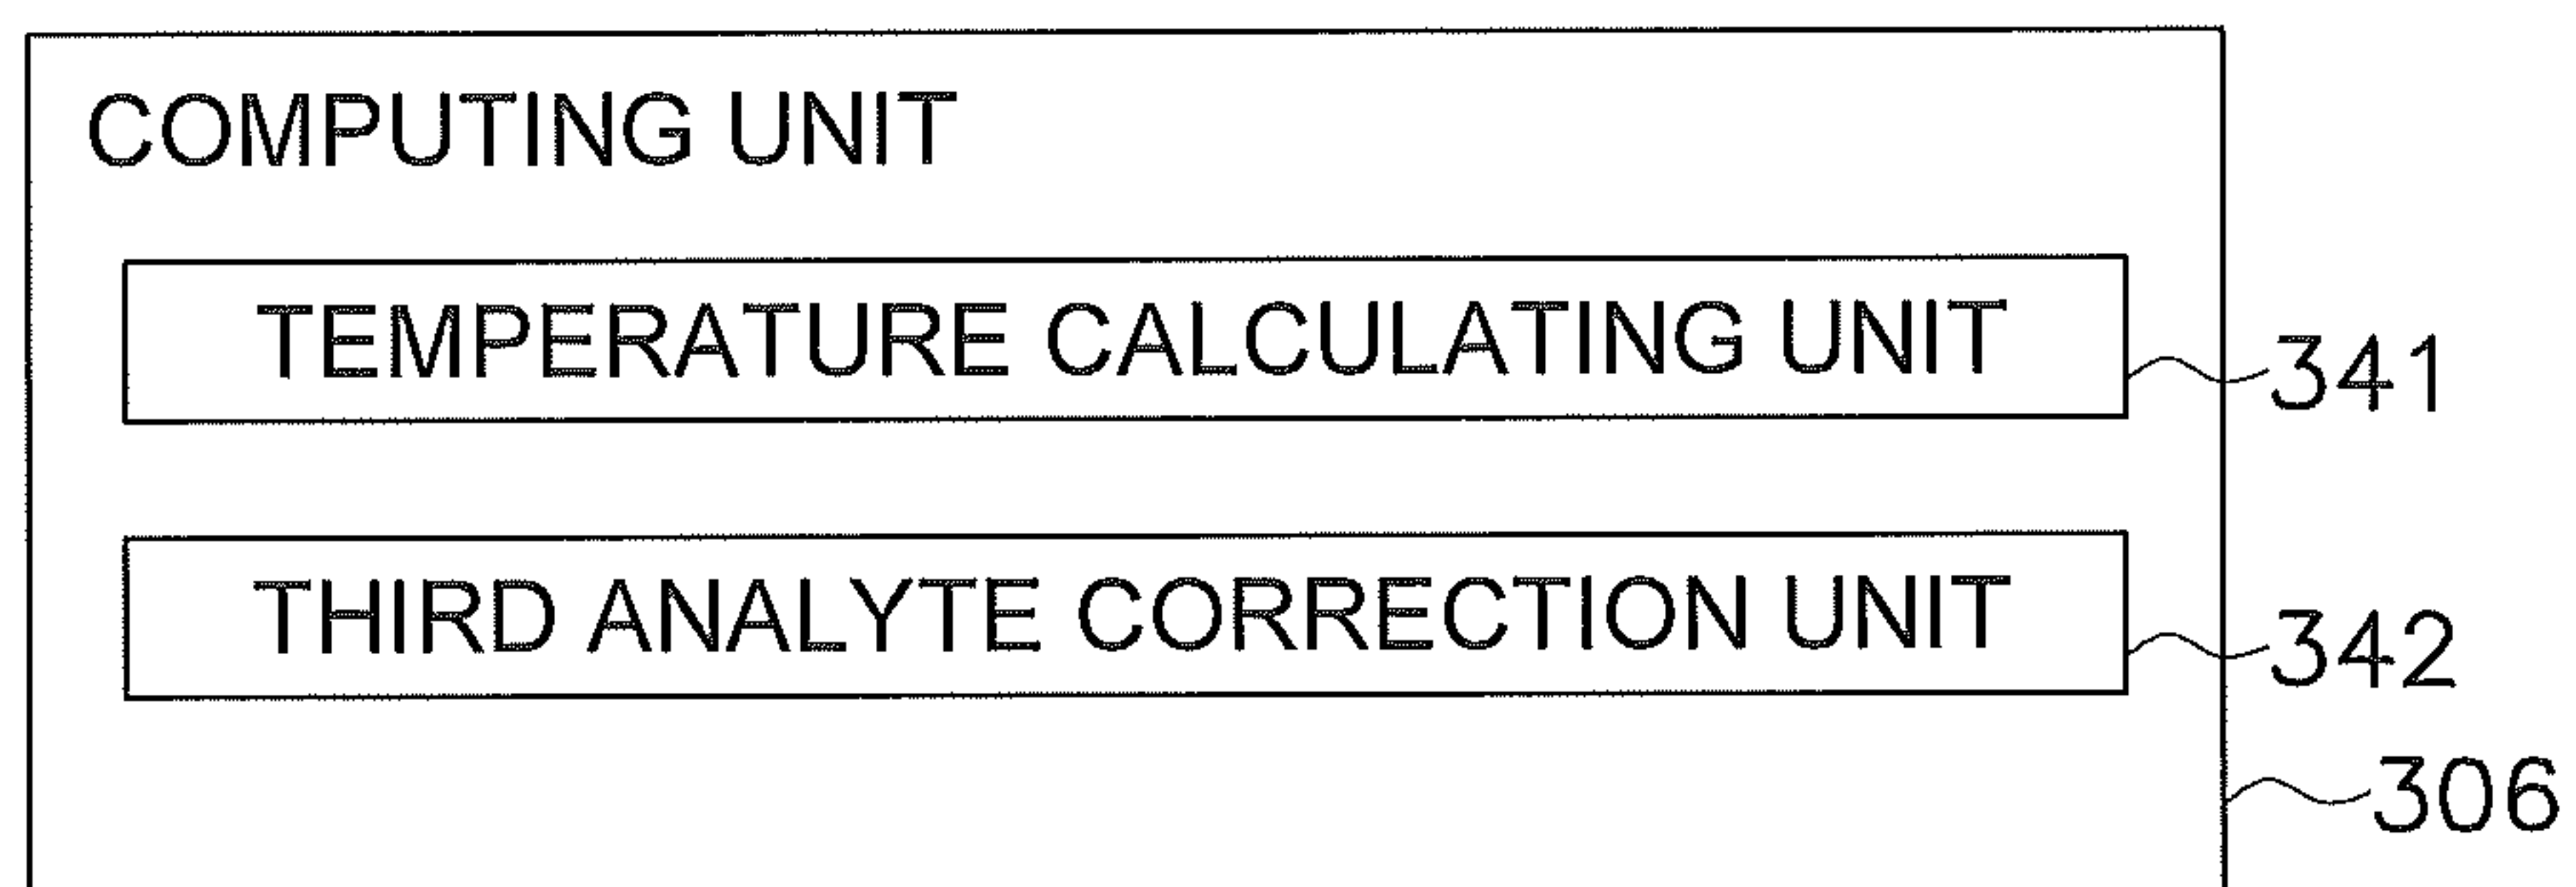 COMPUTING UNIT
TEMPERATURE CALCULATING UNIT
341
THIRD ANALYTE CORRECTION UNIT
342
306